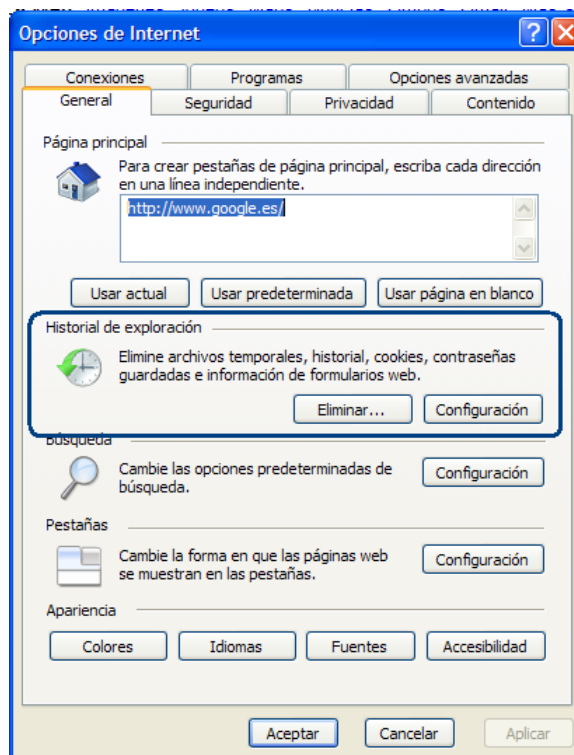 Opciones de Internet
Conexiones Programas Opciones avanzadas
General Seguridad Privacidad Contenido
Página principal
Para crear pestañas de página principal, escriba cada dirección
en una línea independiente.
http://www.google.es/
Usar actual Usar predeterminada Usar página en blanco
Historial de exploración
Elimine archivos temporales, historial, cookies, contraseñas
guardadas e información de formularios web.
Eliminar... Configuración
Búsqueda
Cambie las opciones predeterminadas de
búsqueda.
Configuración
Pestañas
Cambie la forma en que las páginas web
se muestran en las pestañas.
Configuración
Apariencia
Colores Idiomas Fuentes Accesibilidad
Aceptar Cancelar Aplicar